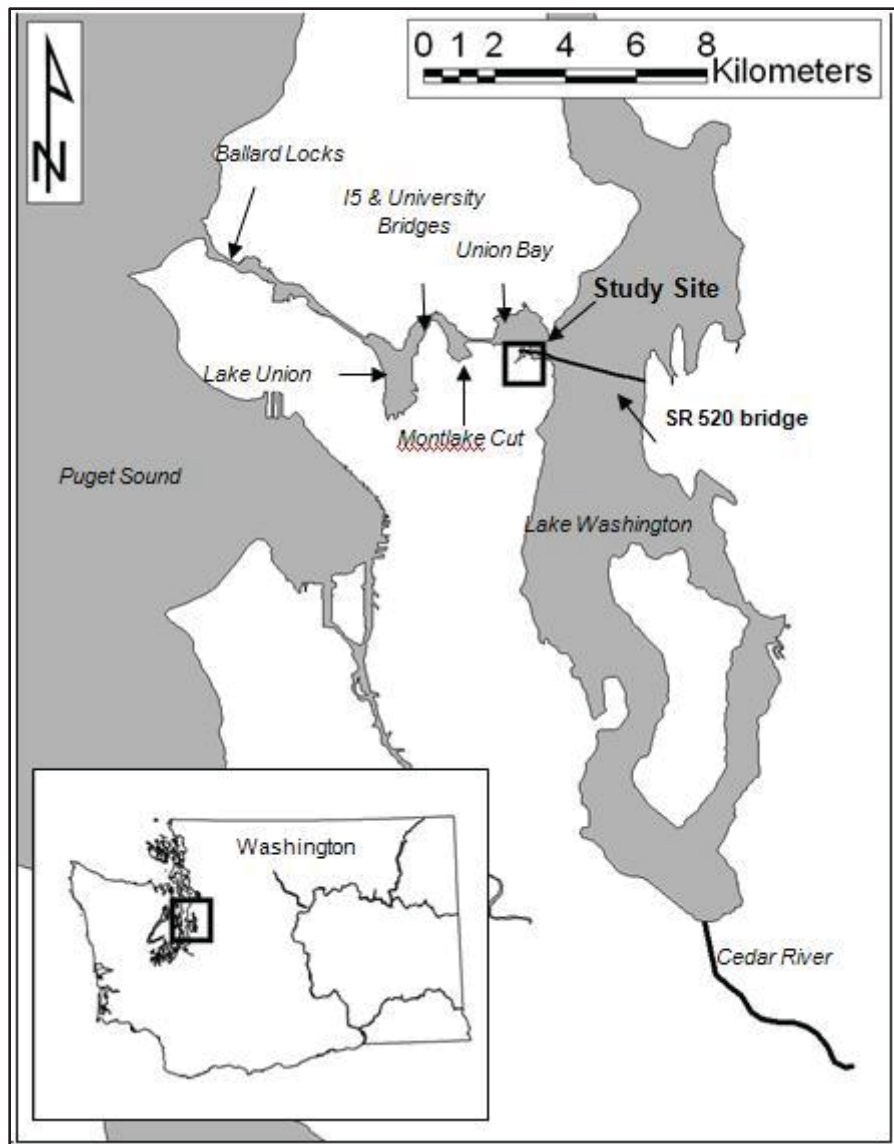 0 1 2 4 6 8
Kilometers
N
Ballard Locks
I5 & University
Bridges
Union Bay
Study Site
Lake Union
SR 520 bridge
Montlake Cut
Puget Sound
Lake Washington
Washington
Cedar River